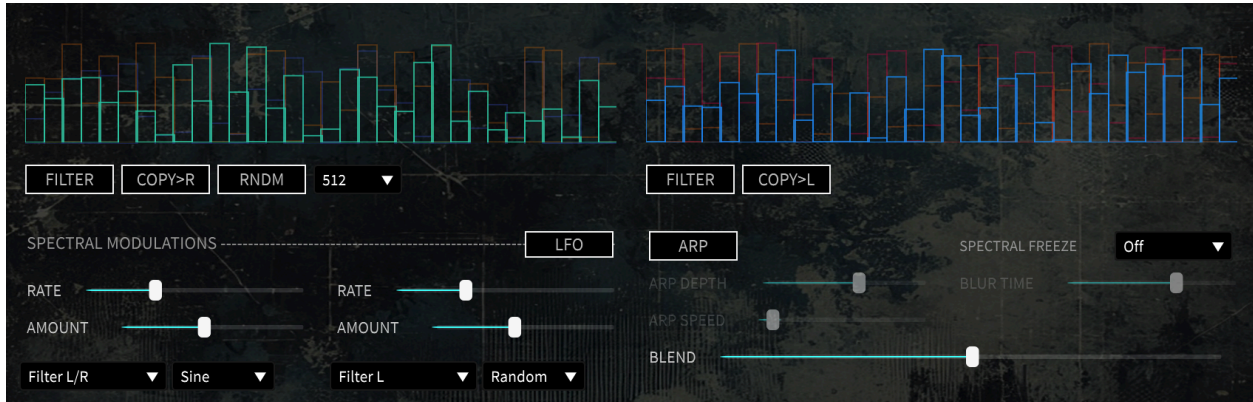 FILTER COPY>R RNDM 512 FILTER COPY>L
SPECTRAL MODULATIONS LFO ARP SPECTRAL FREEZE Off
RATE RATE ARP DEPTH BLUR TIME
AMOUNT AMOUNT ARP SPEED
BLEND
Filter L/R Sine Filter L Random